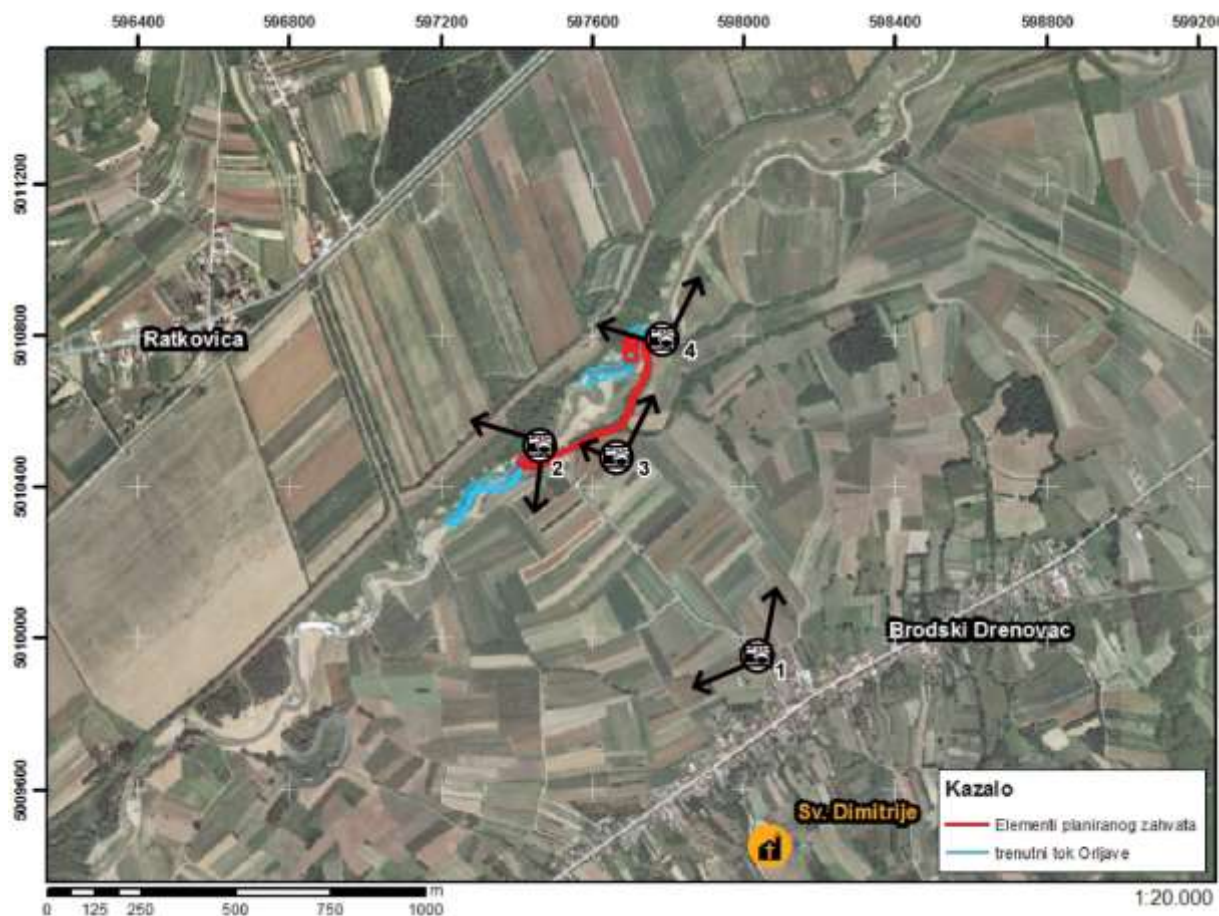 596400 596800 597200 597600 598000 598400 598800 599200
5011200
5010800
5010400
5010000
5009600
Ratkovica
4
2
3
1
Brodski Drenovac
Sv. Dimitrije
Kazalo
Elementi planiranog zahvata
trenutni tok Orljave
m
0 125 250 500 750 1000
1:20.000